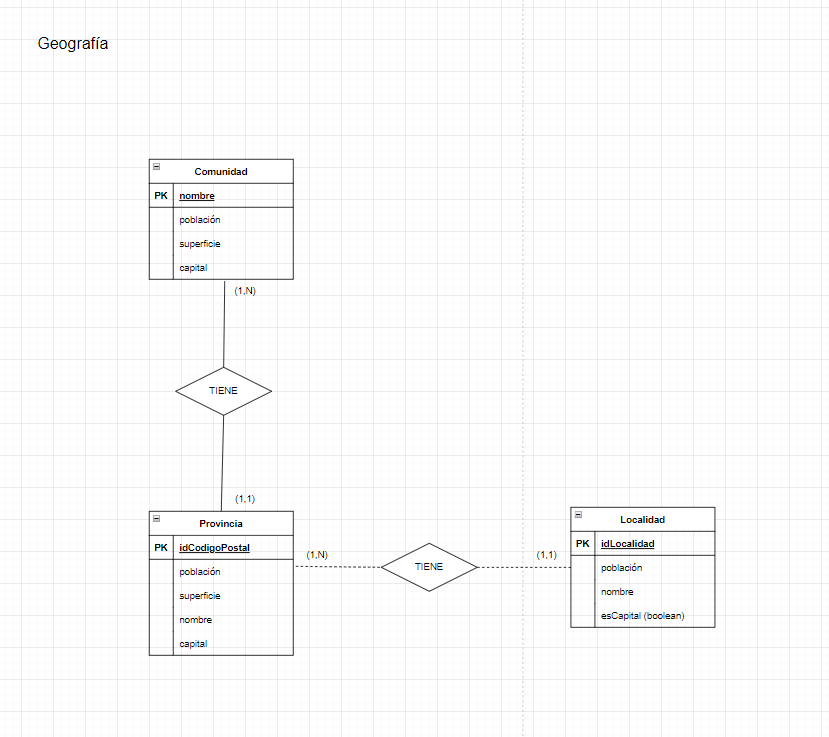 Geografía
Comunidad
PK nombre
población
superficie
capital
(1,N)
TIENE
(1,1)
Provincia
PK idCodigoPostal
población
superficie
nombre
capital
(1,N)
TIENE
(1,1)
Localidad
PK idLocalidad
población
nombre
esCapital (boolean)